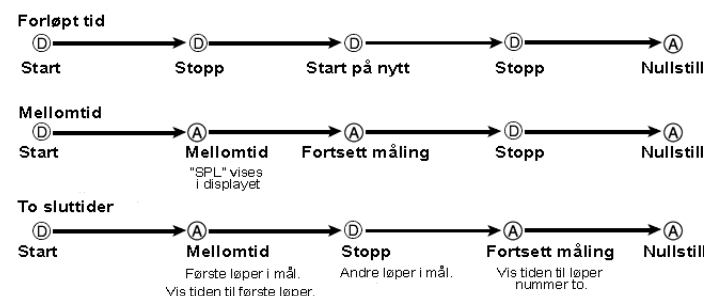 Forløpt tid
D D D D A
Start Stopp Start på nytt Stopp Nullstill
Mellomtid
D A A D A
Start Mellomtid Fortsett måling Stopp Nullstill
"SPL" vises
i displayet
To sluttider
D A D A A
Start Mellomtid Stopp Fortsett måling Nullstill
Første løper i mål. Andre løper i mål. Vis tiden til løper
Vis tiden til første løper. nummer to.